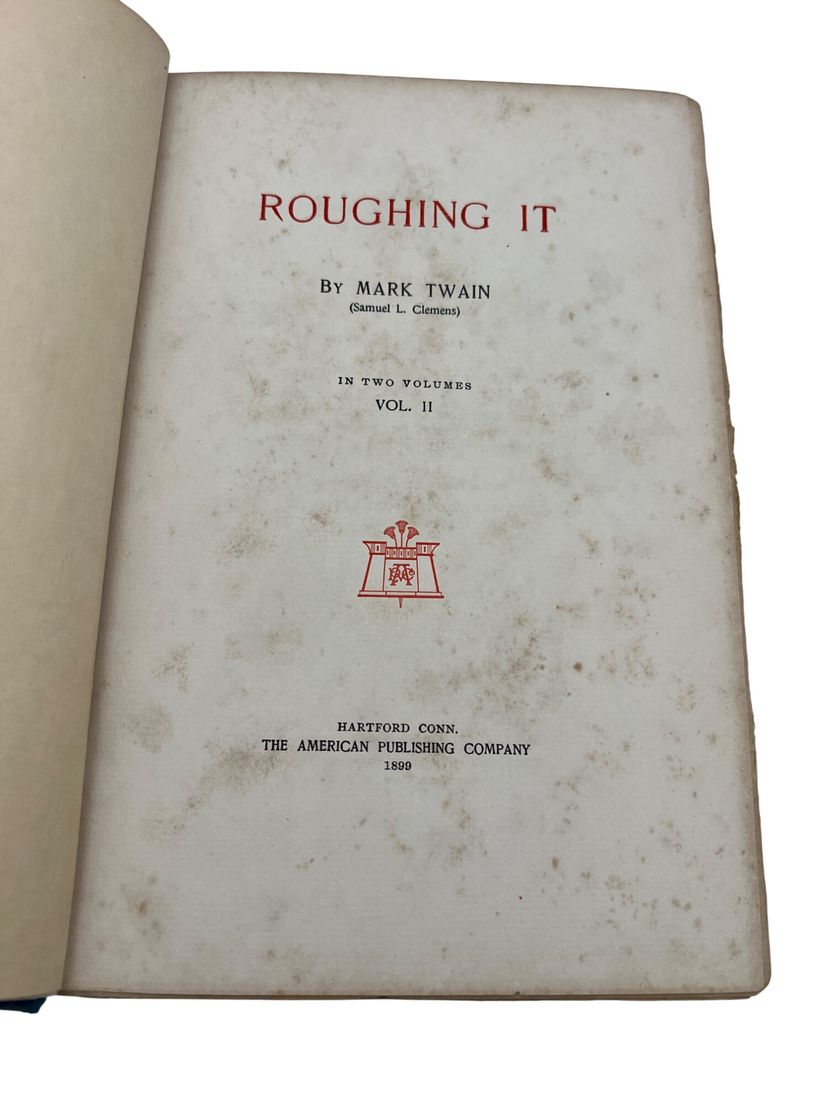 ROUGHING IT
BY MARK TWAIN
(Samuel L. Clemens)
IN TWO VOLUMES
VOL. II
HARTFORD CONN.
THE AMERICAN PUBLISHING COMPANY
1899